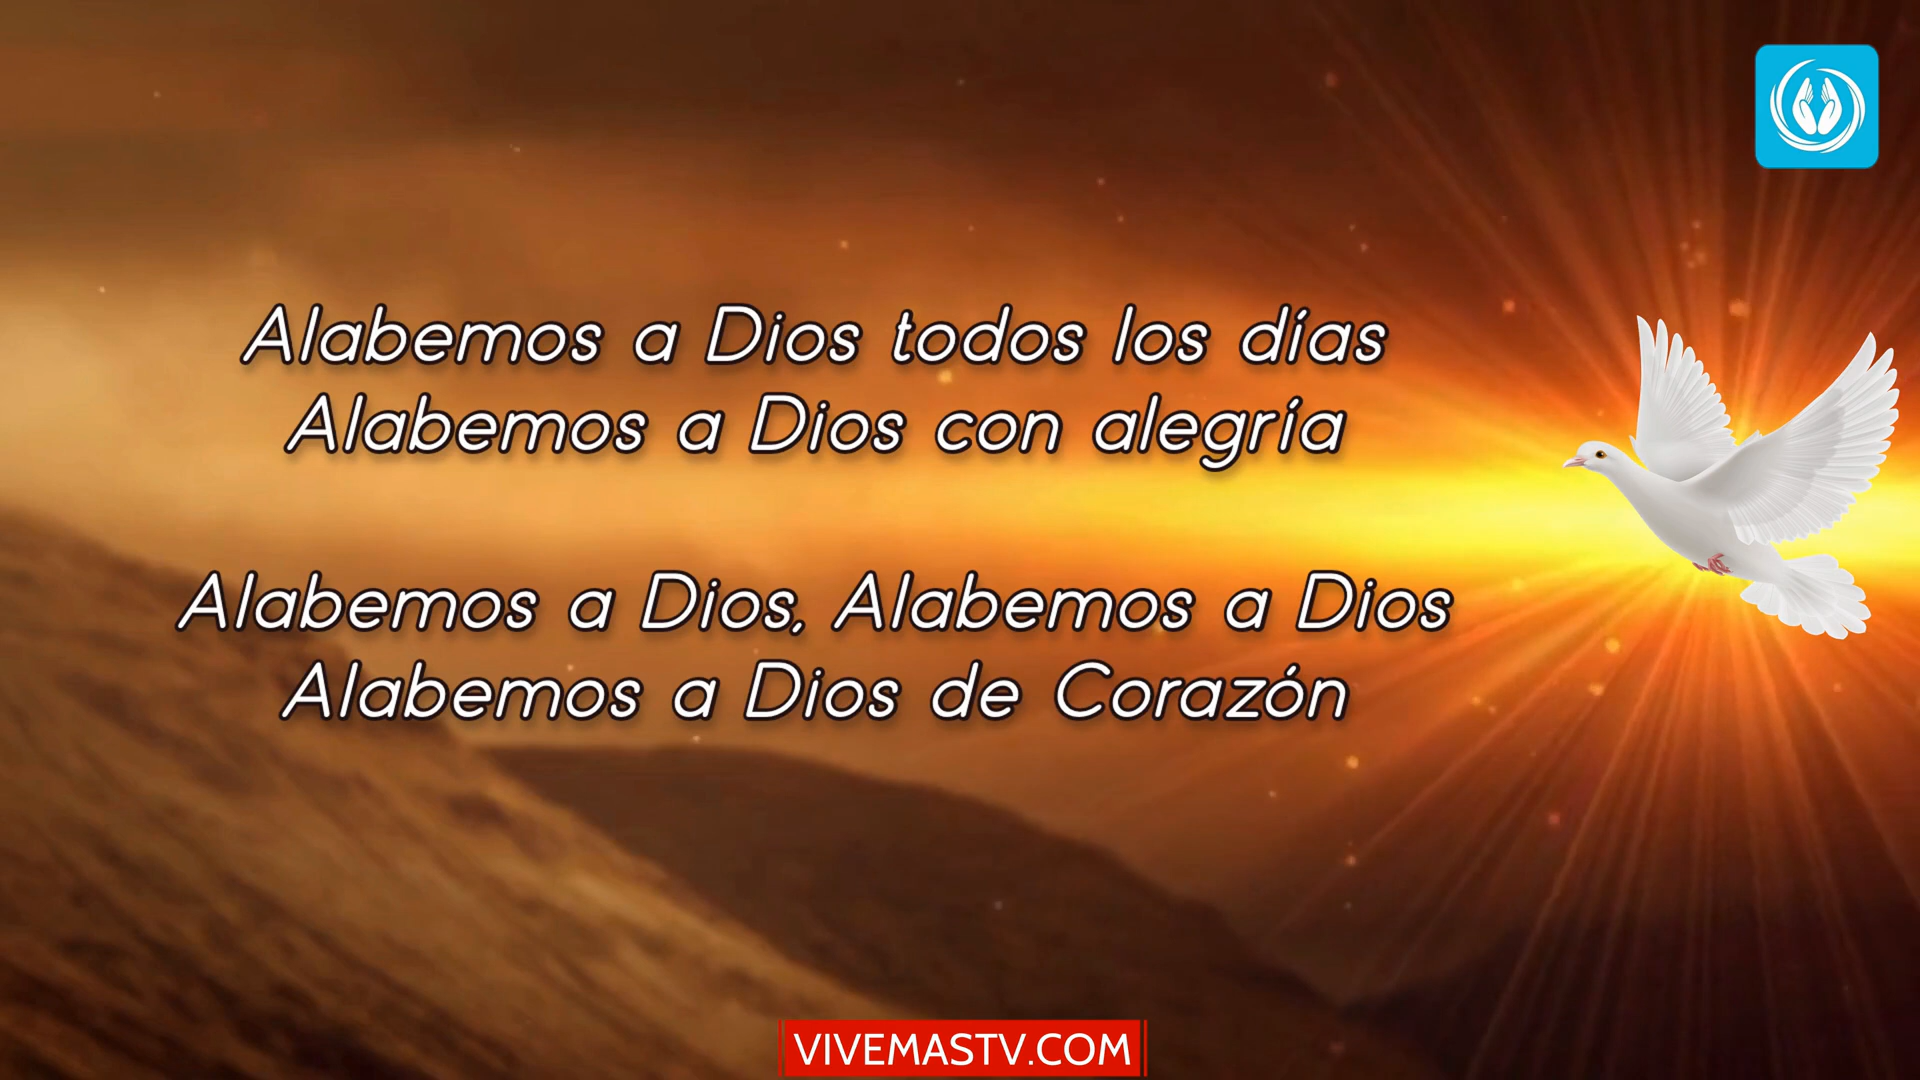 Alabemos a Dios todos los días
Alabemos a Dios con alegría
Alabemos a Dios, Alabemos a Dios
Alabemos a Dios de Corazón
VIVEMASTV.COM